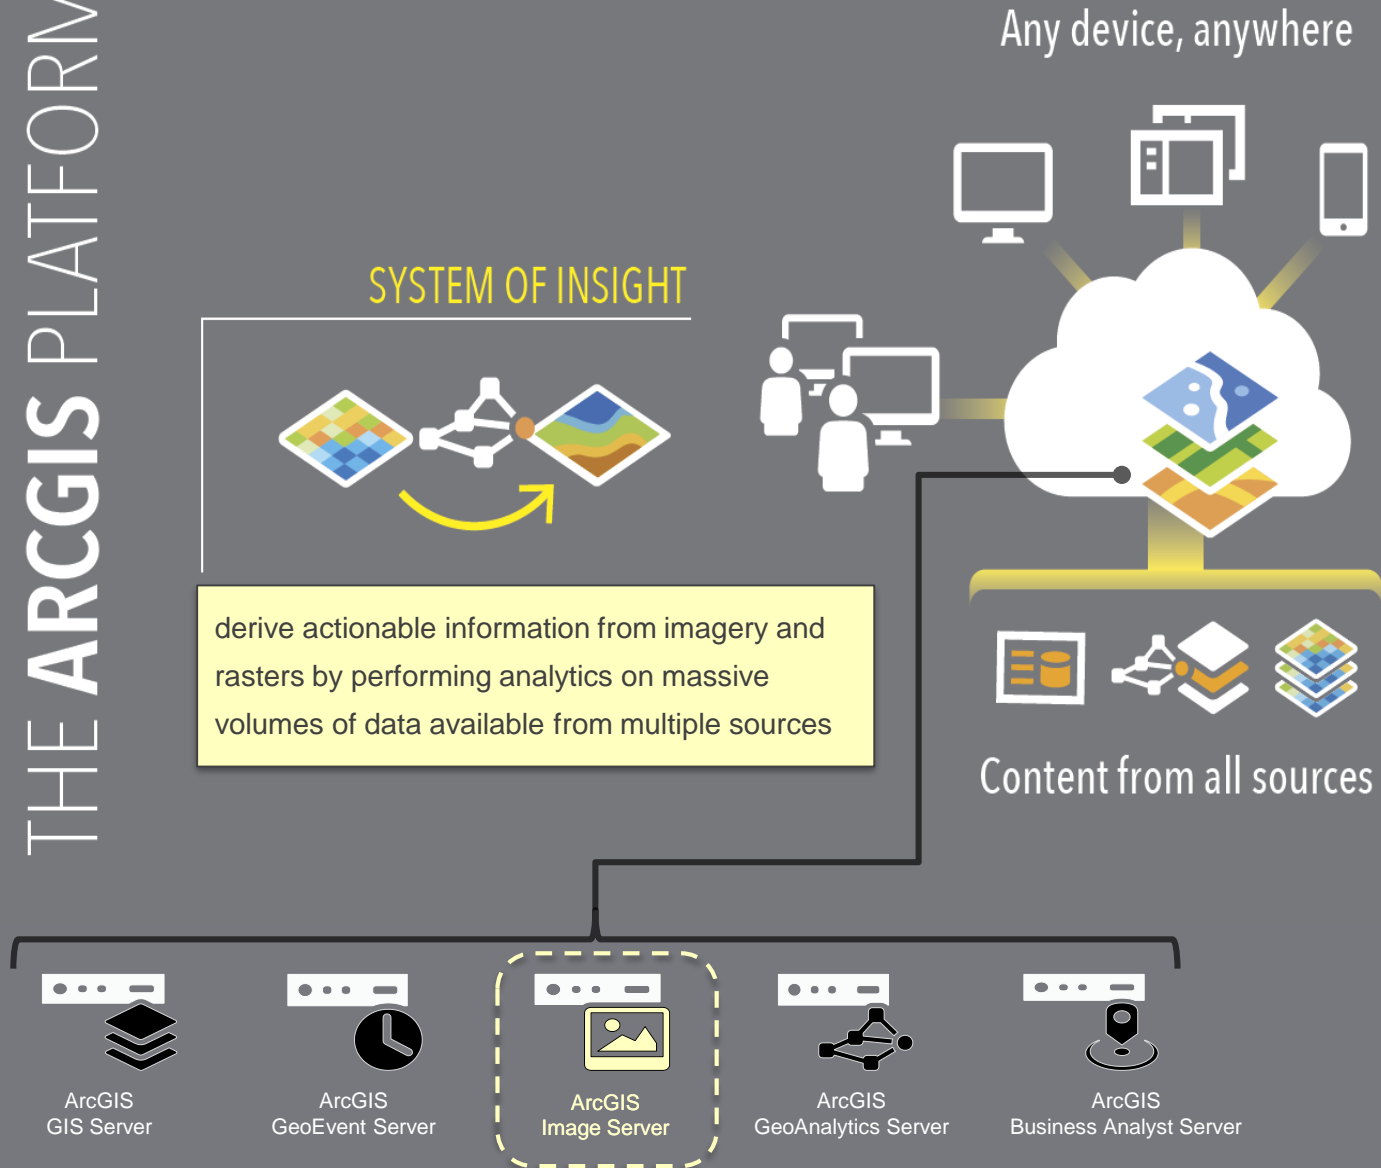 THE ARCGIS PLATFORM
Any device, anywhere
SYSTEM OF INSIGHT
derive actionable information from imagery and
rasters by performing analytics on massive
volumes of data available from multiple sources
Content from all sources
ArcGIS
GIS Server
ArcGIS
GeoEvent Server
ArcGIS
Image Server
ArcGIS
GeoAnalytics Server
ArcGIS
Business Analyst Server